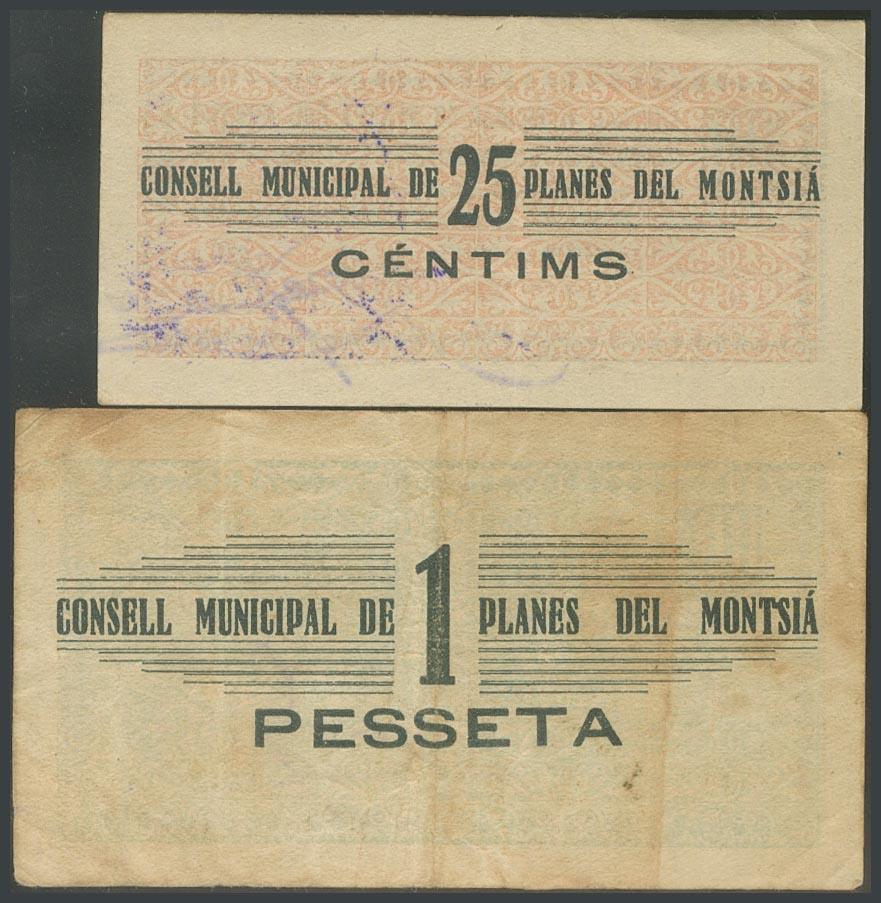 CONSELL MUNICIPAL DE 25 PLANES DEL MONTSIÁ
CÉNTIMS
CONSELL MUNICIPAL DE 1 PLANES DEL MONTSIÁ
PESSETA